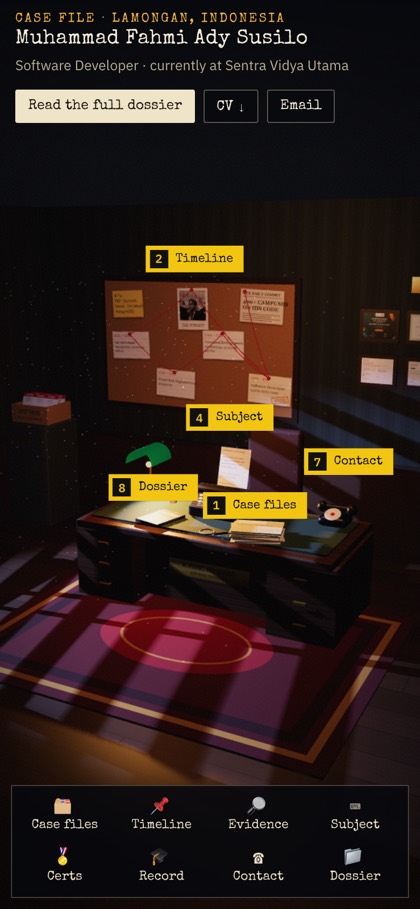 CASE FILE · LAMONGAN, INDONESIA
Muhammad Fahmi Ady Susilo
Software Developer · currently at Sentra Vidya Utama
Read the full dossier
CV ↓
Email
2 Timeline
4 Subject
7 Contact
8 Dossier
1 Case files
Case files
Timeline
Evidence
Subject
Certs
Record
Contact
Dossier